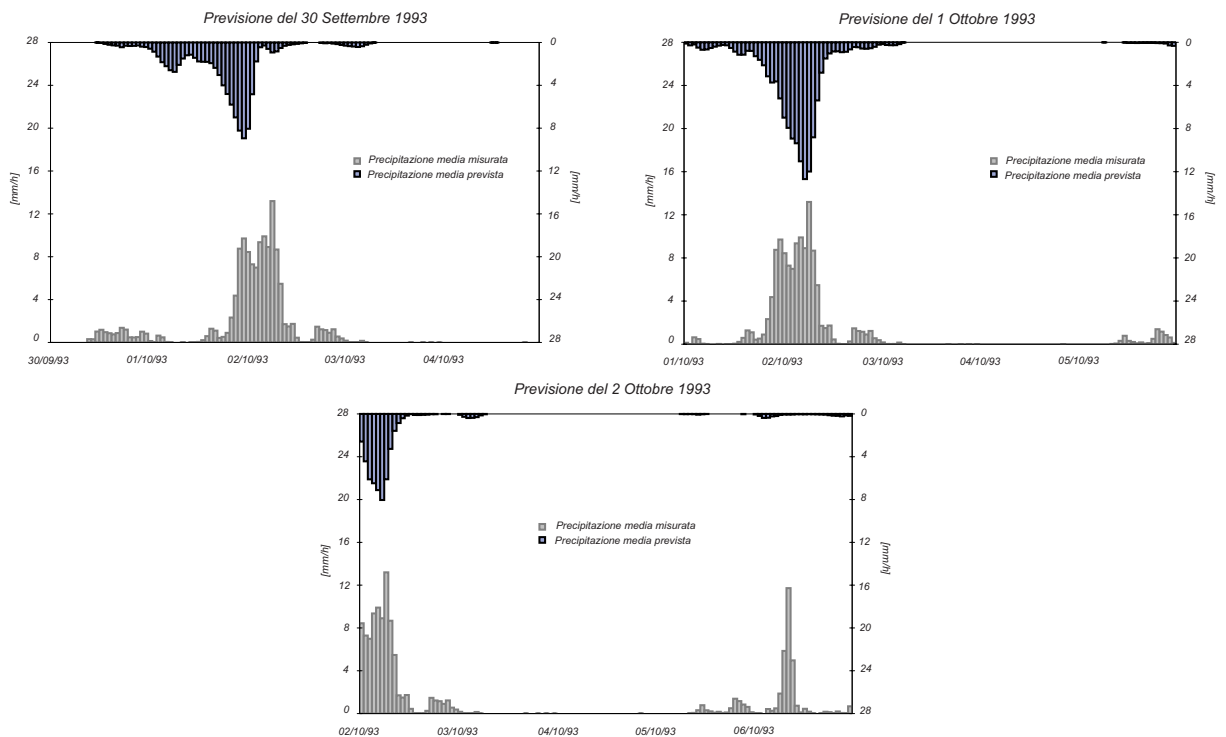 Previsione del 30 Settembre 1993
28
24
20
16
12
8
4
0
[mm/h]
0
4
8
12
16
20
24
28
[mm/h]
Precipitazione media misurata
Precipitazione media prevista
30/09/93 01/10/93 02/10/93 03/10/93 04/10/93
Previsione del 1 Ottobre 1993
28
24
20
16
12
8
4
0
[mm/h]
0
4
8
12
16
20
24
28
[mm/h]
Precipitazione media misurata
Precipitazione media prevista
01/10/93 02/10/93 03/10/93 04/10/93 05/10/93
Previsione del 2 Ottobre 1993
28
24
20
16
12
8
4
0
[mm/h]
0
4
8
12
16
20
24
28
[mm/h]
Precipitazione media misurata
Precipitazione media prevista
02/10/93 03/10/93 04/10/93 05/10/93 06/10/93